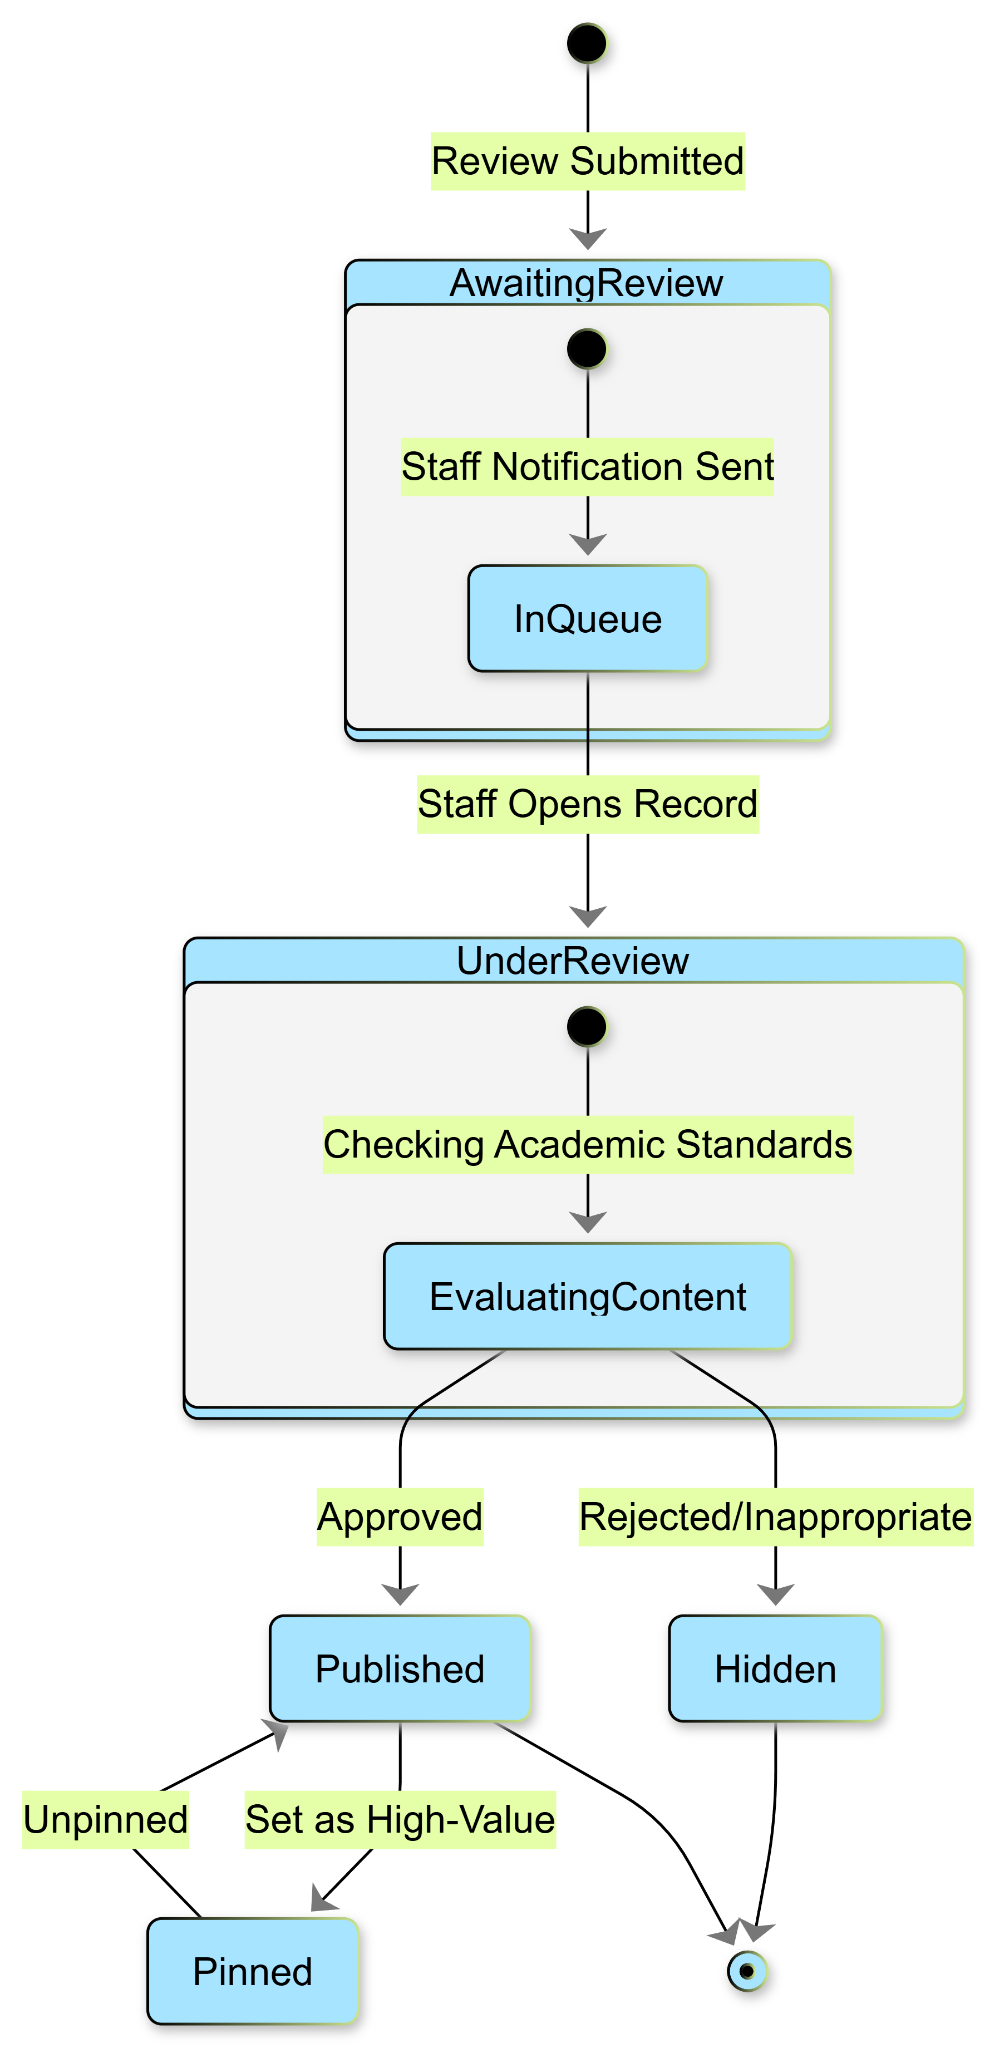 Review Submitted
AwaitingReview
Staff Notification Sent
InQueue
Staff Opens Record
UnderReview
Checking Academic Standards
EvaluatingContent
Approved
Rejected/Inappropriate
Published
Hidden
Unpinned
Set as High-Value
Pinned